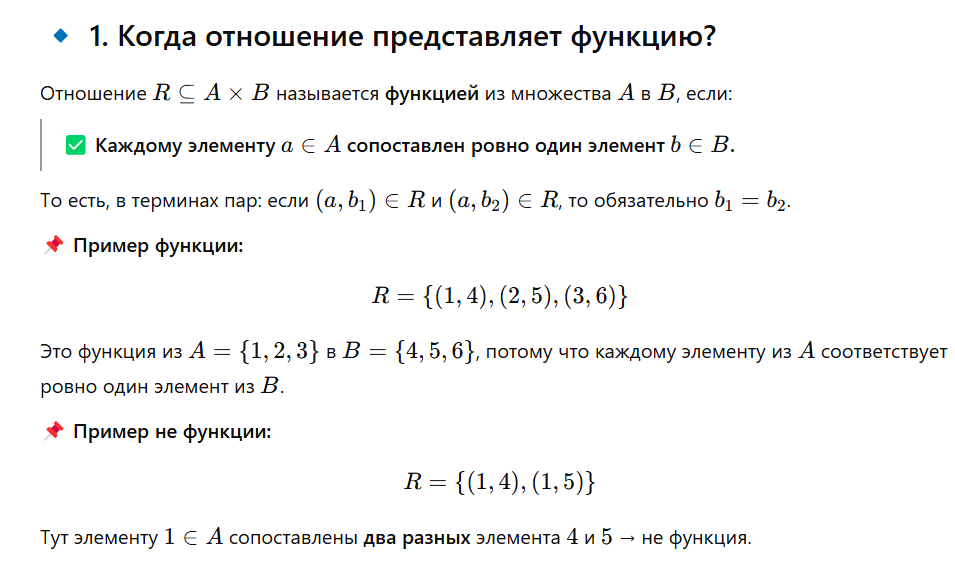 🔹 1. Когда отношение представляет функцию?
Отношение R ⊆ A × B называется функцией из множества A в B, если:
✅ Каждому элементу a ∈ A сопоставлен ровно один элемент b ∈ B.
То есть, в терминах пар: если (a, b₁) ∈ R и (a, b₂) ∈ R, то обязательно b₁ = b₂.
📌 Пример функции:
R = {(1, 4), (2, 5), (3, 6)}
Это функция из A = {1, 2, 3} в B = {4, 5, 6}, потому что каждому элементу из A соответствует
ровно один элемент из B.
📌 Пример не функции:
R = {(1, 4), (1, 5)}
Тут элементу 1 ∈ A сопоставлены два разных элемента 4 и 5 → не функция.